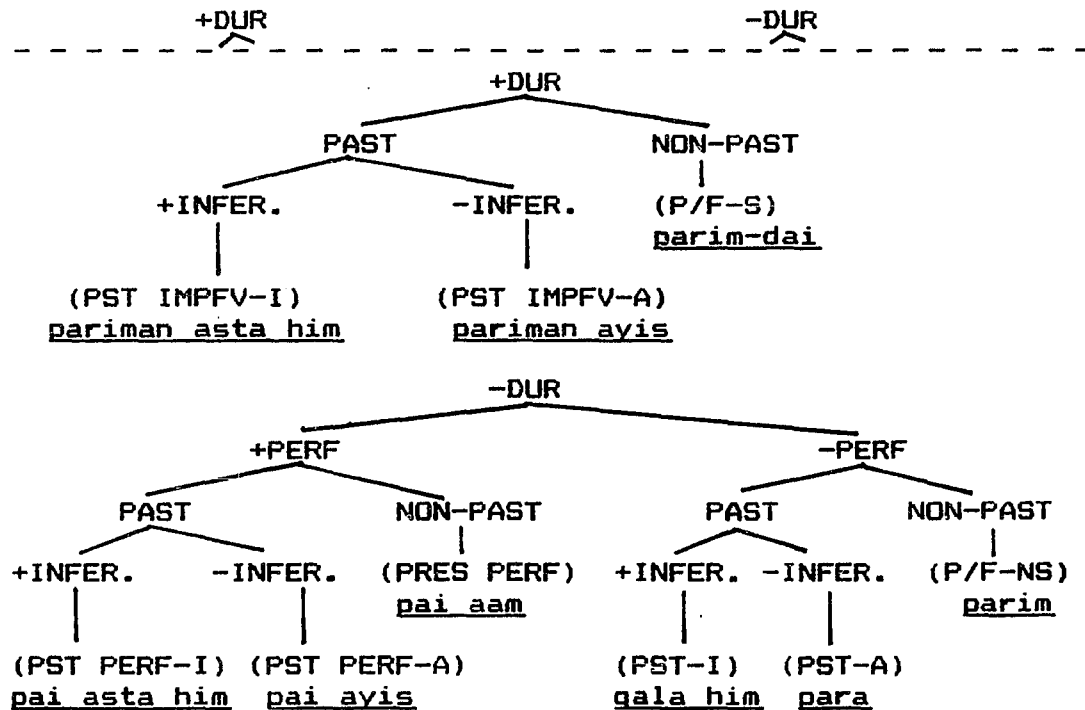 +DUR -DUR
+DUR
PAST NON-PAST
+INFER. -INFER. (P/F-S)
parim-dai
(PST IMPFV-I) (PST IMPFV-A)
pariman asta him pariman ayis
-DUR
+PERF -PERF
PAST NON-PAST PAST NON-PAST
+INFER. -INFER. (PRES PERF) +INFER. -INFER. (P/F-NS)
pai aam parim
(PST PERF-I) (PST PERF-A) (PST-I) (PST-A)
pai asta him pai ayis gala him para